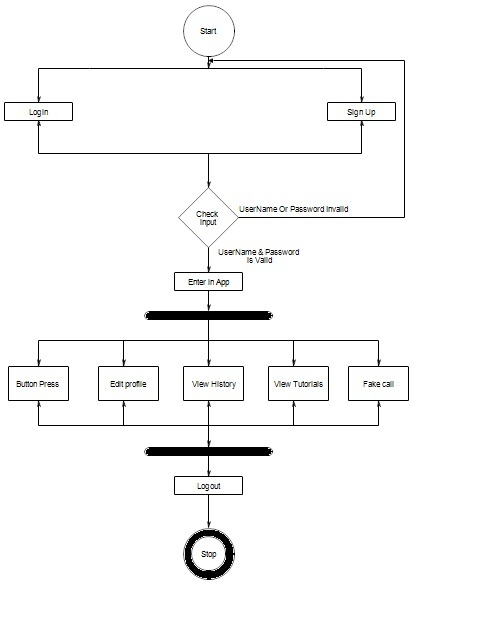 Start
Login
Sign Up
Check
Input
UserName Or Password Invalid
UserName & Password
Is Valid
Enter In App
Button Press
Edit profile
View History
View Tutorials
Fake call
Logout
Stop